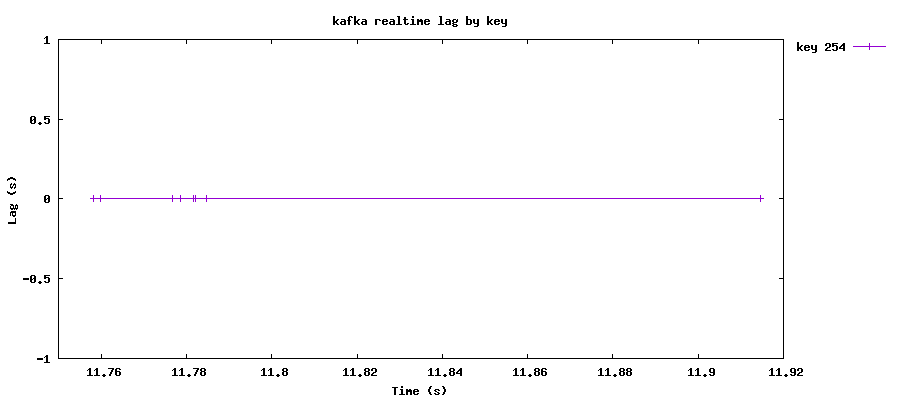 kafka realtime lag by key
key 254
1
0.5
0
-0.5
-1
Lag (s)
11.76 11.78 11.8 11.82 11.84 11.86 11.88 11.9 11.92
Time (s)